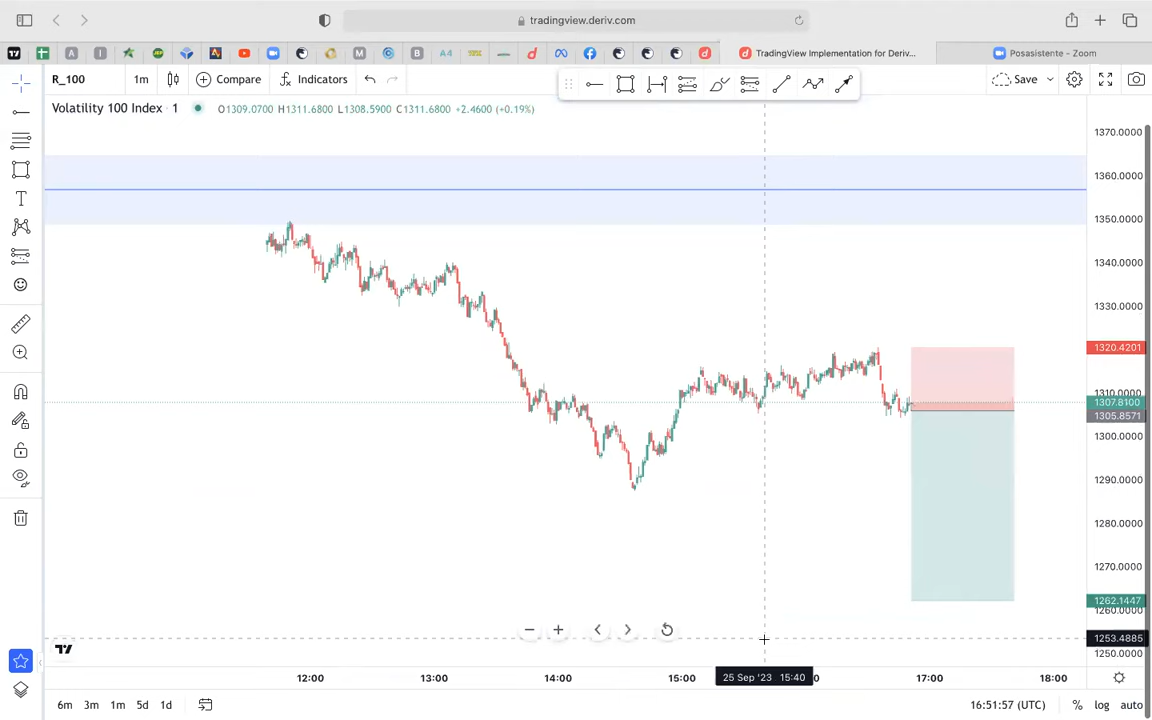 tradingview.deriv.com
A
I
JEP
M
B
A4
TradingView Implementation for Deriv...
Posasistente - Zoom
R_100
1m
Compare
Indicators
Save
Volatility 100 Index · 1
O1309.0700 H1311.6800 L1308.5900 C1311.6800 +2.4600 (+0.19%)
1370.0000
1360.0000
1350.0000
1340.0000
1330.0000
1320.4201
1310.0000
1307.8100
1305.8571
1300.0000
1290.0000
1280.0000
1270.0000
1262.1447
1260.0000
1253.4885
1250.0000
12:00
13:00
14:00
15:00
25 Sep '23 15:40
17:00
18:00
6m 3m 1m 5d 1d
16:51:57 (UTC)
% log auto